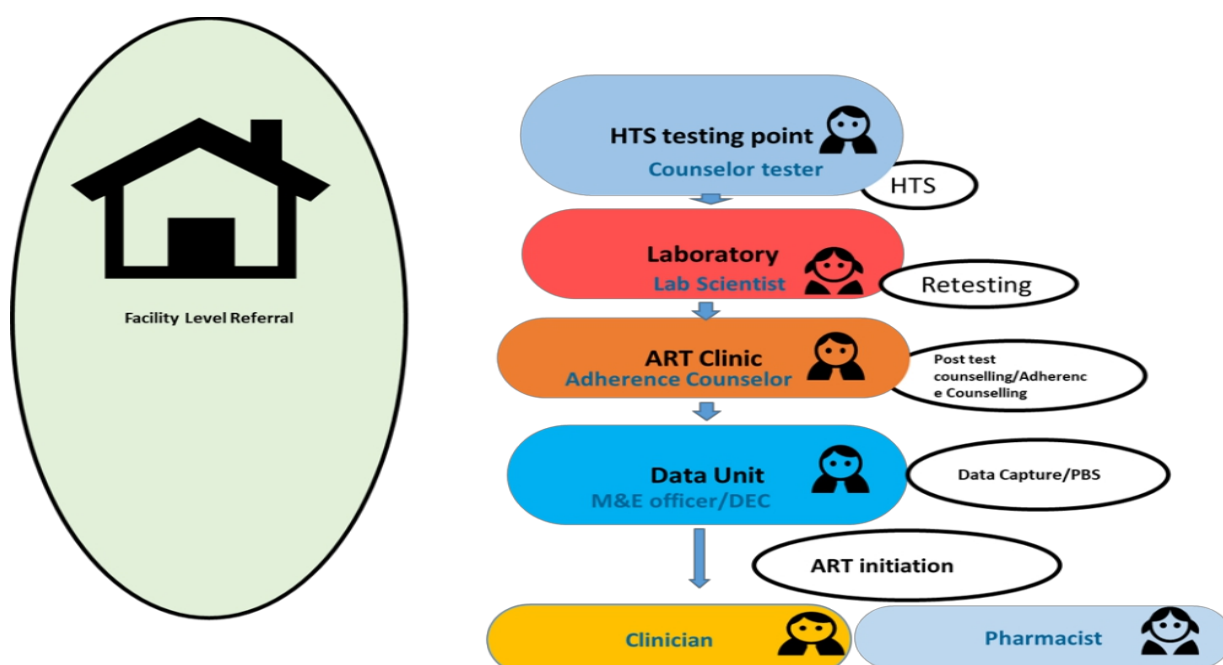 Facility Level Referral
HTS testing point
Counselor tester
HTS
Laboratory
Lab Scientist
Retesting
ART Clinic
Adherence Counselor
Post test
counselling/Adherenc
e Counselling
Data Unit
M&E officer/DEC
Data Capture/PBS
ART initiation
Clinician
Pharmacist